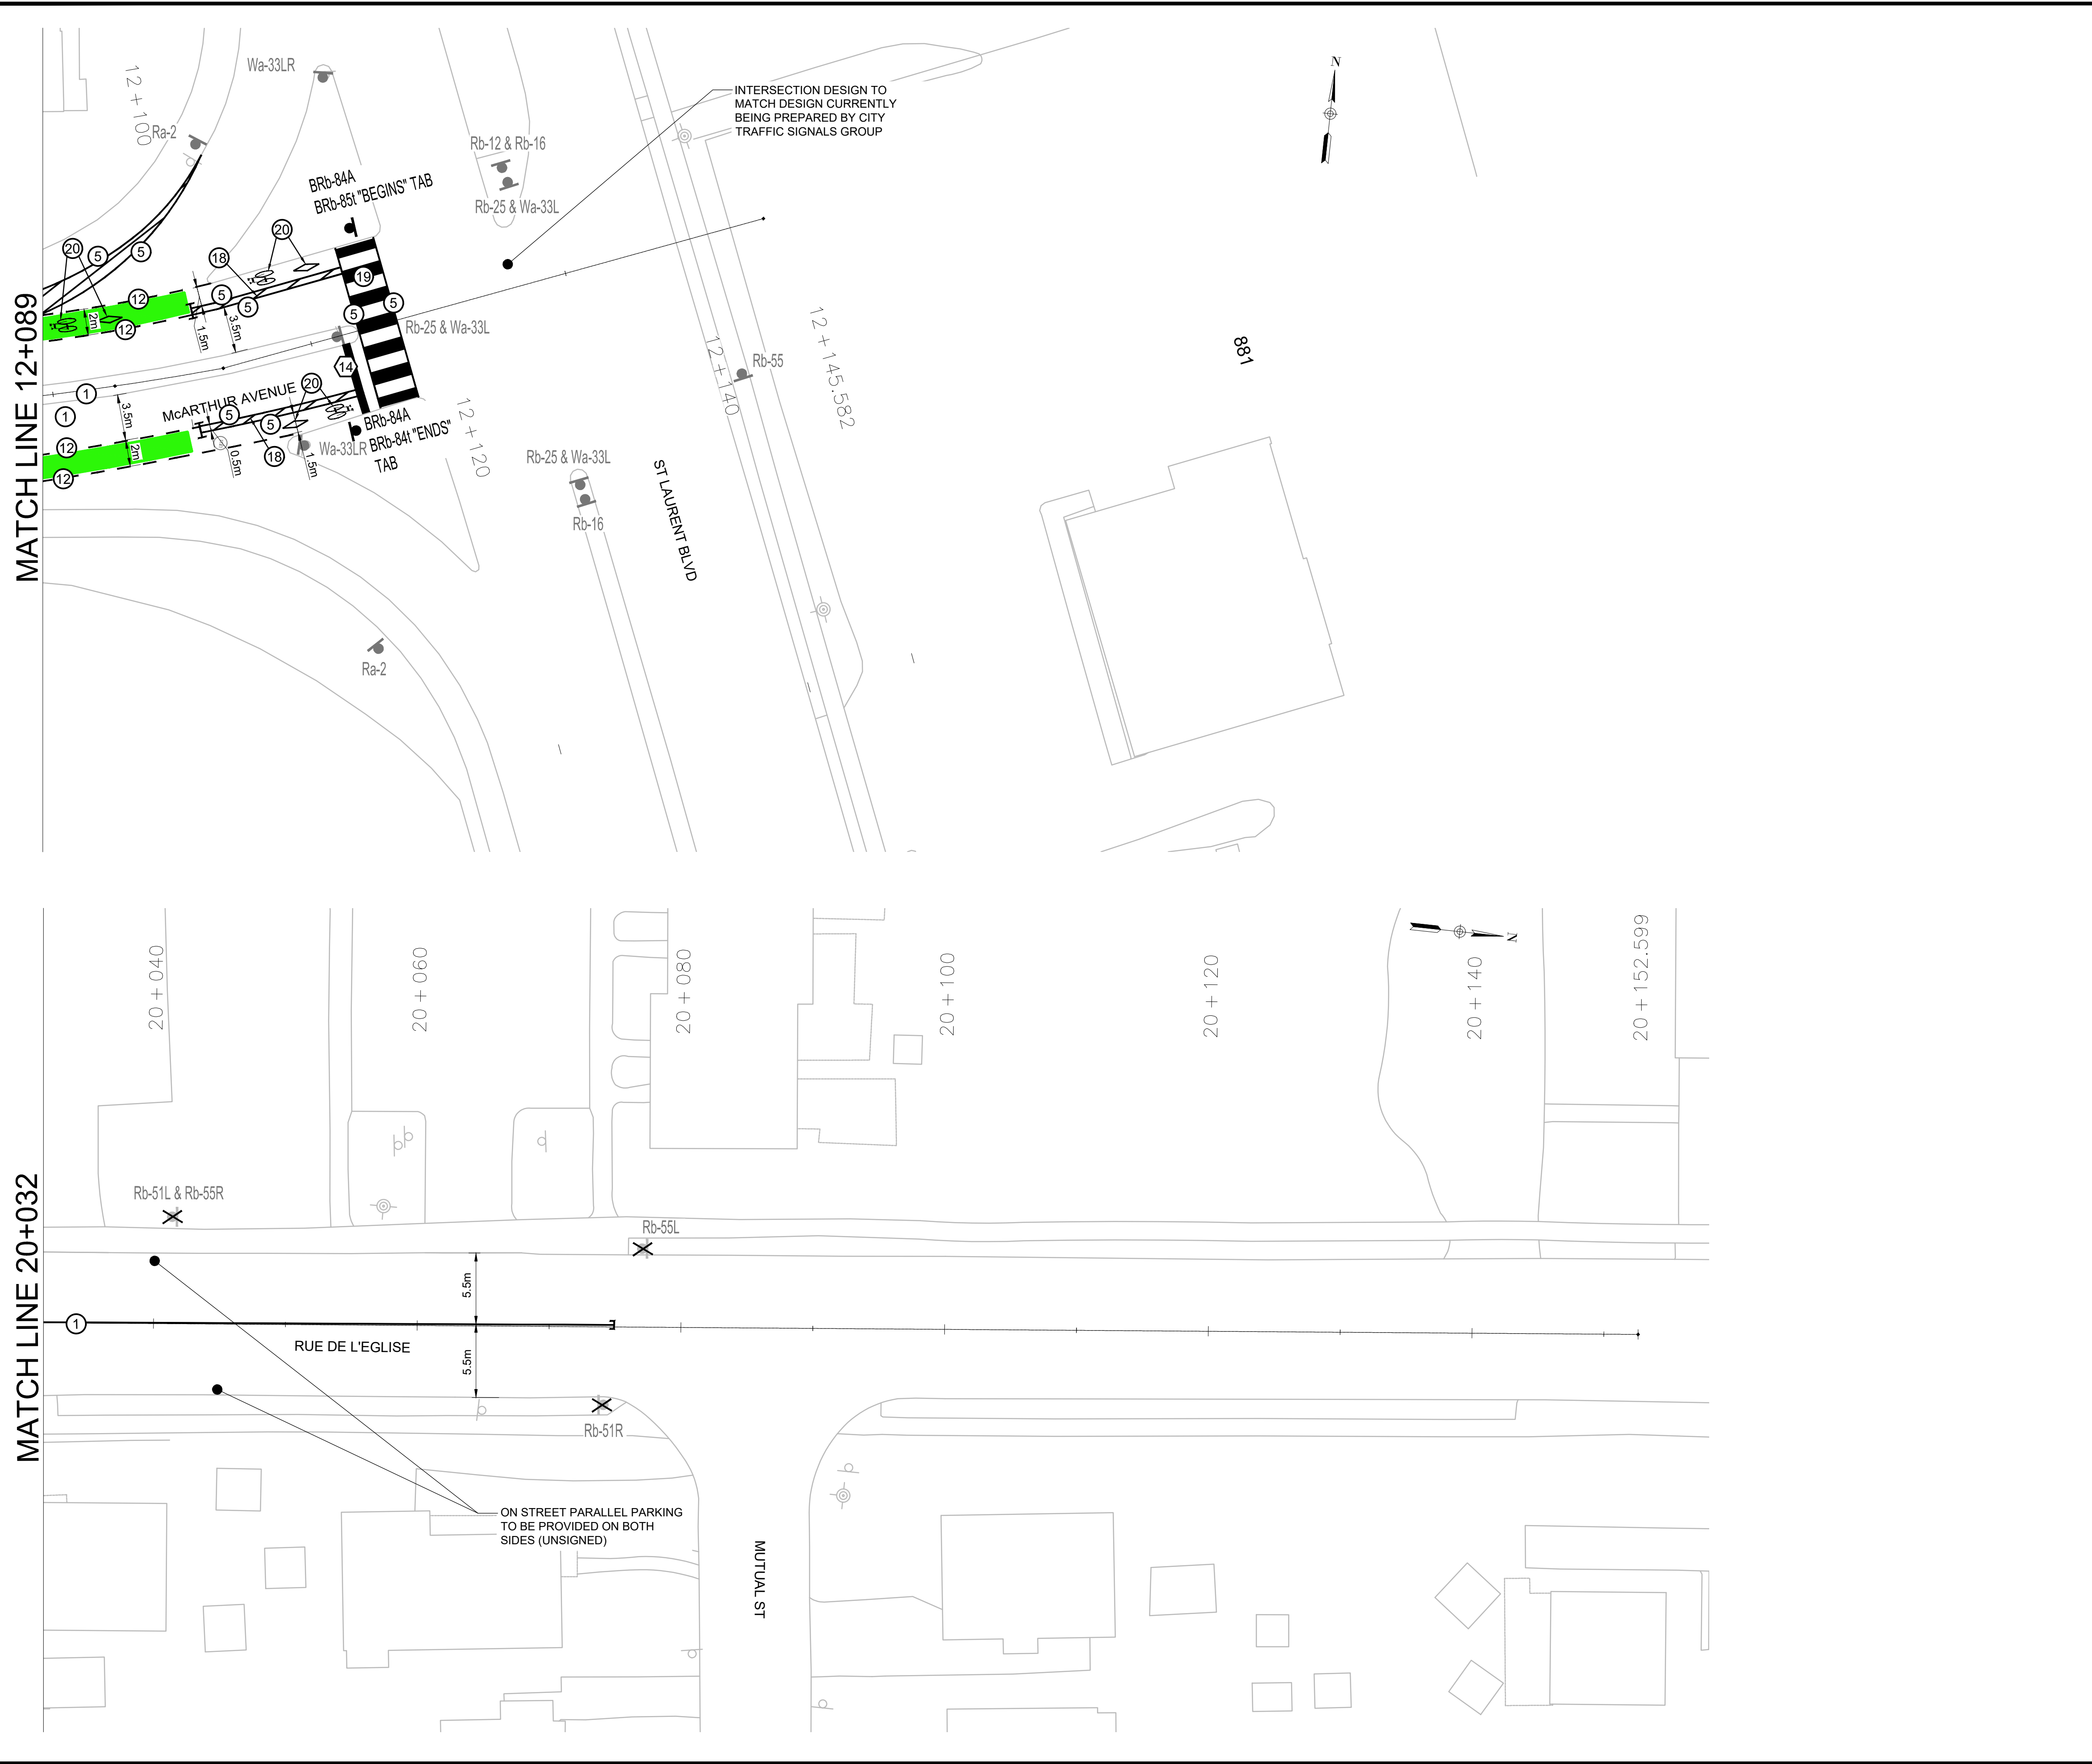 MATCH LINE 12+089
12+100
Wa-33LR
Ra-2
Rb-12 & Rb-16
Rb-25 & Wa-33L
INTERSECTION DESIGN TO
MATCH DESIGN CURRENTLY
BEING PREPARED BY CITY
TRAFFIC SIGNALS GROUP
N
BRb-84A
BRb-85t "BEGINS" TAB
20
5
5
18
20
19
12
5
5
5
5
2m
12
1.5m
3.5m
Rb-25 & Wa-33L
14
Rb-55
12+140
12+145.582
881
1
1
McARTHUR AVENUE
20
3.5m
5
5
12
2m
12
0.5m
18
Wa-33LR
1.5m
BRb-84A
BRb-84t "ENDS"
TAB
12+120
Rb-25 & Wa-33L
Rb-16
ST LAURENT BLVD
Ra-2
MATCH LINE 20+032
20+040
20+060
20+080
20+100
20+120
20+140
20+152.599
N
Rb-51L & Rb-55R
Rb-55L
5.5m
1
RUE DE L'EGLISE
5.5m
Rb-51R
ON STREET PARALLEL PARKING
TO BE PROVIDED ON BOTH
SIDES (UNSIGNED)
MUTUAL ST